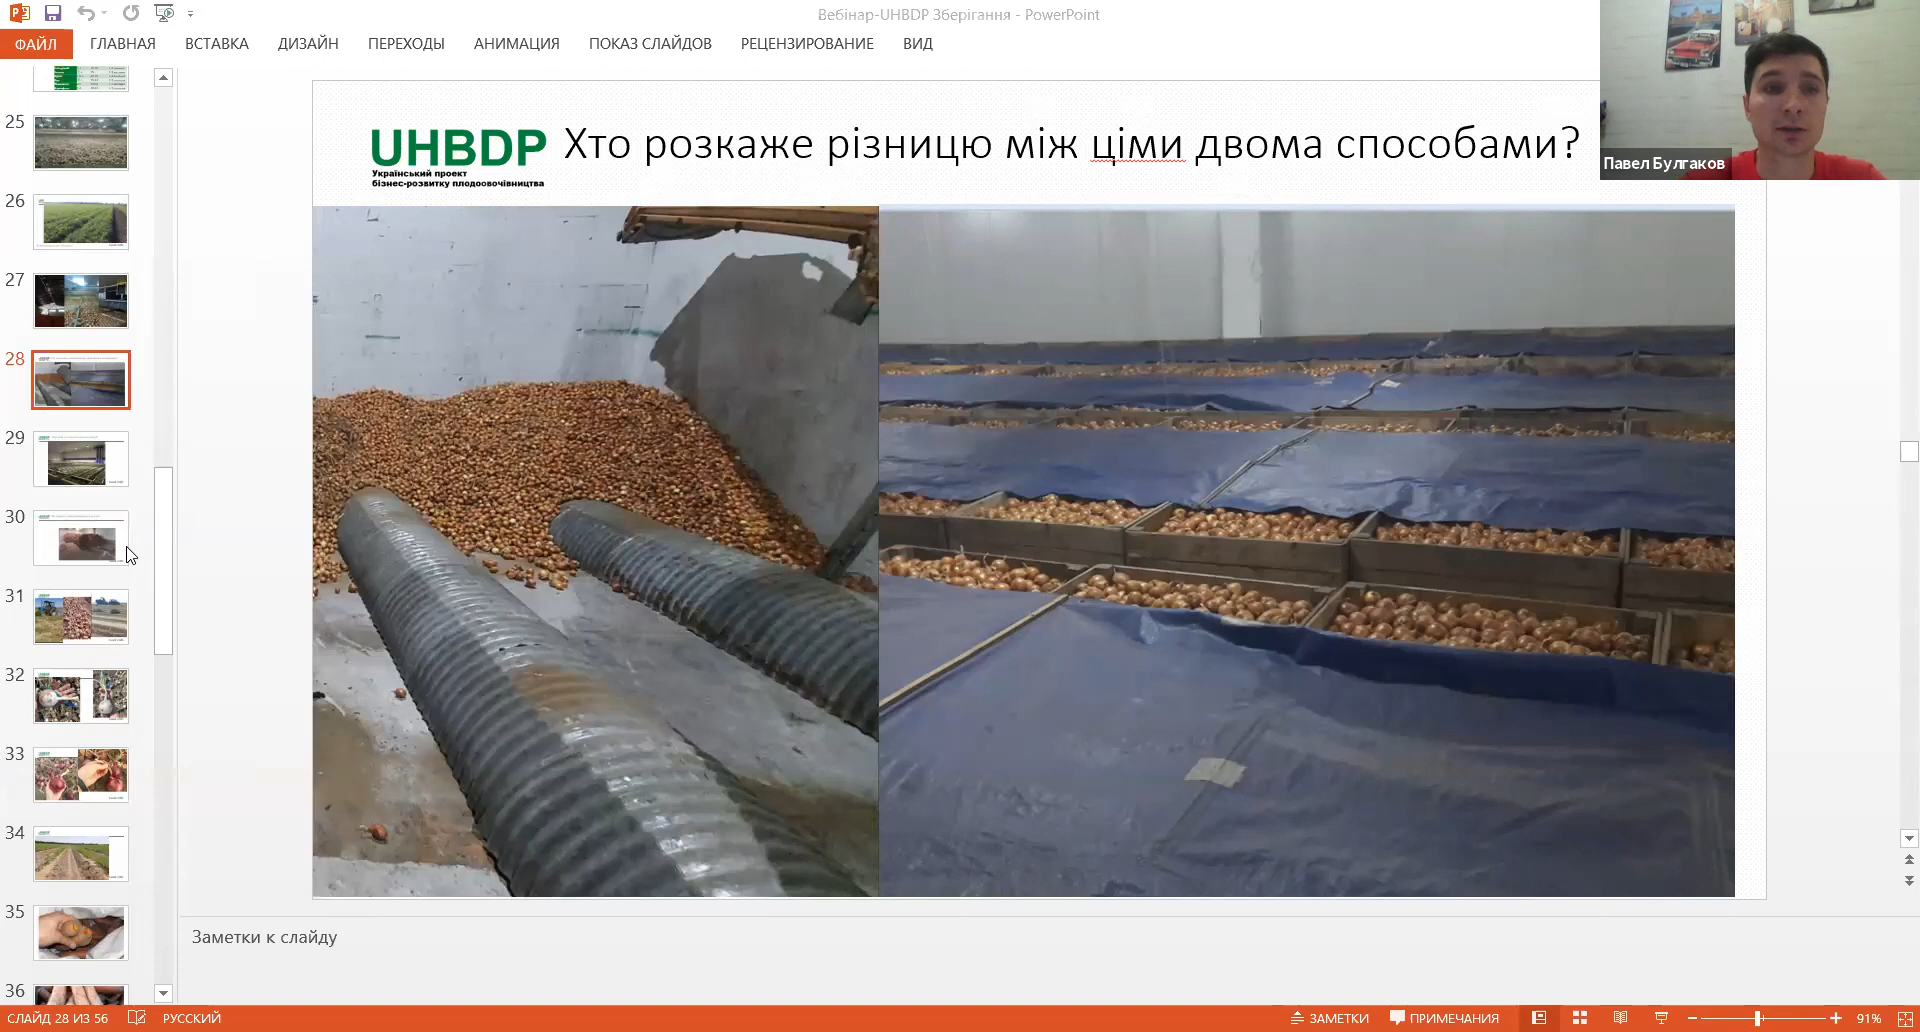 Вебінар-UHBDP Зберігання - PowerPoint
ФАЙЛ ГЛАВНАЯ ВСТАВКА ДИЗАЙН ПЕРЕХОДЫ АНИМАЦИЯ ПОКАЗ СЛАЙДОВ РЕЦЕНЗИРОВАНИЕ ВИД
25
26
27
28
29
30
31
32
33
34
35
36
UHBDP
Український проект
бізнес-розвитку плодоовочівництва
Хто розкаже різницю між ціми двома способами?
Павел Булгаков
Заметки к слайду
СЛАЙД 28 ИЗ 56 РУССКИЙ ЗАМЕТКИ ПРИМЕЧАНИЯ 91%